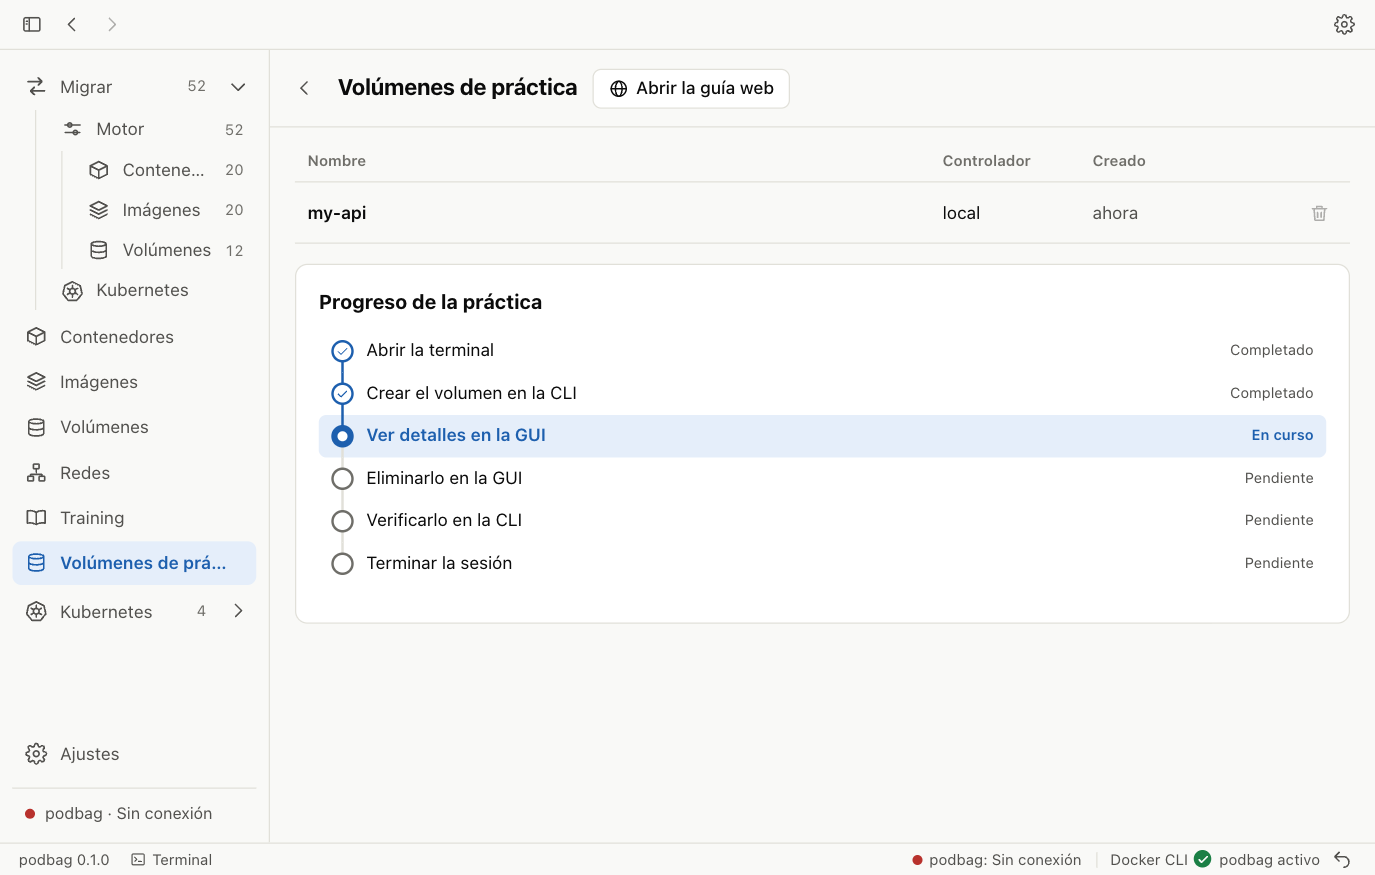 Migrar 52
Motor 52
Contene... 20
Imágenes 20
Volúmenes 12
Kubernetes
Contenedores
Imágenes
Volúmenes
Redes
Training
Volúmenes de prá...
Kubernetes 4
Ajustes
podbag · Sin conexión
Volúmenes de práctica
Abrir la guía web
Nombre Controlador Creado
my-api local ahora
Progreso de la práctica
Abrir la terminal Completado
Crear el volumen en la CLI Completado
Ver detalles en la GUI En curso
Eliminarlo en la GUI Pendiente
Verificarlo en la CLI Pendiente
Terminar la sesión Pendiente
podbag 0.1.0 Terminal podbag: Sin conexión Docker CLI podbag activo